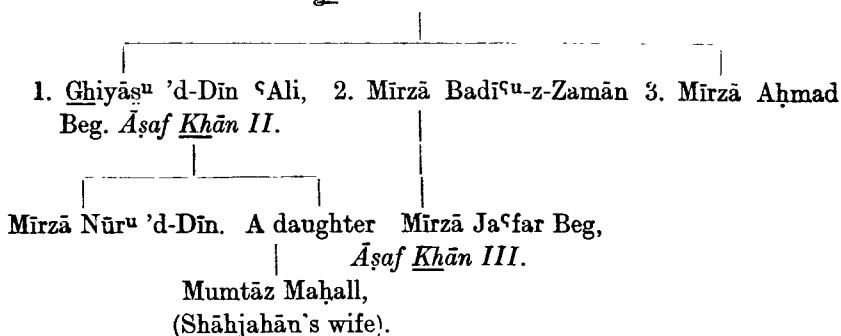 1. Ghiyās̱ᵘ 'd-Dīn ʿAli, 2. Mīrzā Badīʿᵘ-z-Zamān 3. Mīrzā Aḥmad
Beg. Āṣaf Khān II.
Mīrzā Nūrᵘ 'd-Dīn. A daughter Mīrzā Jaʿfar Beg,
Āṣaf Khān III.
Mumtāz Maḥall,
(Shāhjahān's wife).